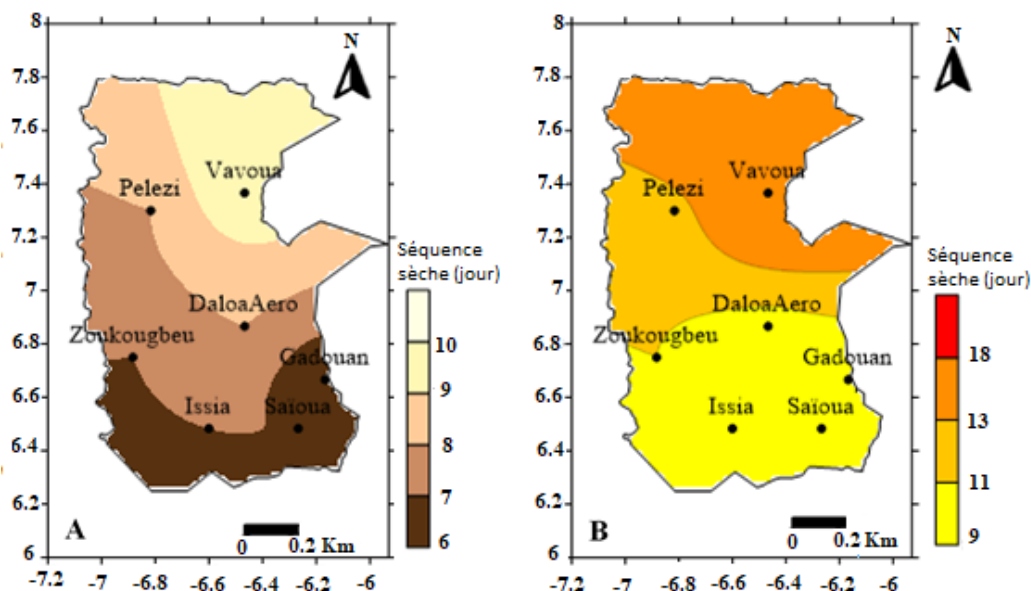 8
7.8
7.6
7.4
7.2
7
6.8
6.6
6.4
6.2
6
N
Vavoua
Pelezi
DaloaAero
Zoukougbeu
Gadouan
Issia
Saïoua
A
0 0.2 Km
-7.2 -7 -6.8 -6.6 -6.4 -6.2 -6
Séquence
sèche (jour)
10
9
8
7
6
8
7.8
7.6
7.4
7.2
7
6.8
6.6
6.4
6.2
6
N
Vavoua
Pelezi
DaloaAero
Zoukougbeu
Gadouan
Issia
Saïoua
B
0 0.2 Km
-7.2 -7 -6.8 -6.6 -6.4 -6.2 -6
Séquence
sèche (jour)
18
13
11
9